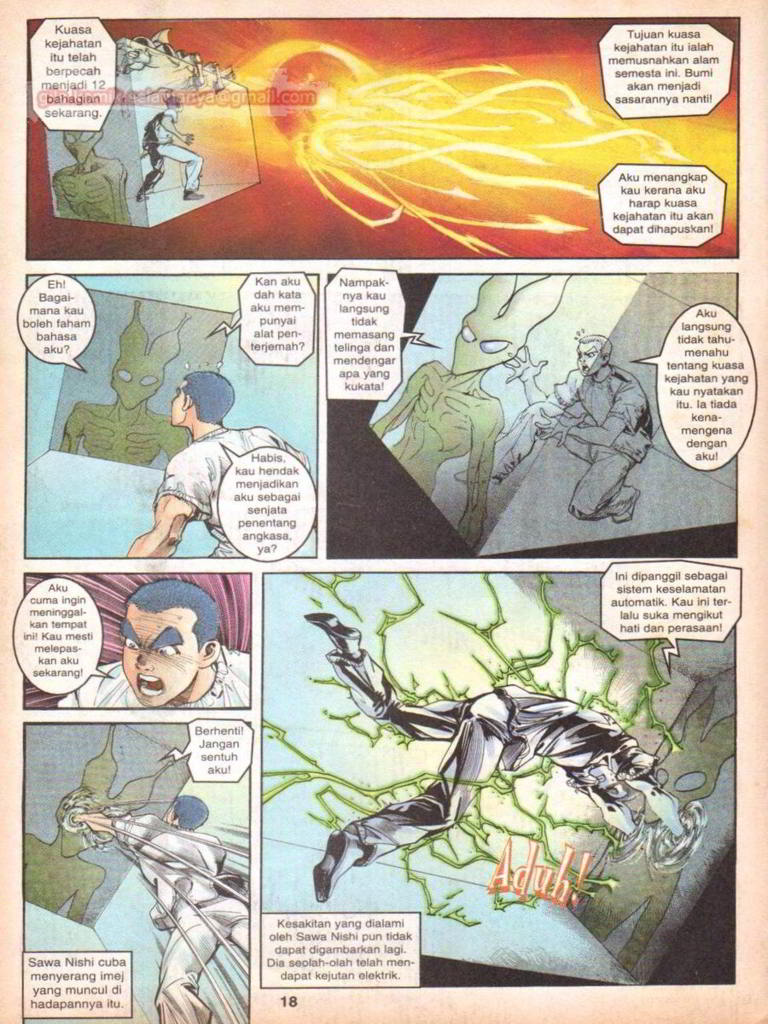 Kuasa
kejahatan
itu telah
berpecah
menjadi 12
bahagian
sekarang.
Tujuan kuasa
kejahatan itu ialah
memusnahkan alam
semesta ini. Bumi
akan menjadi
sasarannya nanti!
Aku menangkap
kau kerana aku
harap kuasa
kejahatan itu akan
dapat dihapuskan!
Eh!
Bagai-
mana kau
boleh faham
bahasa
aku?
Kan aku
dah kata
aku mem-
punyai
alat pen-
terjemah?
Habis,
kau hendak
menjadikan
aku sebagai
senjata
penentang
angkasa,
ya?
Nampak-
nya kau
langsung
tidak
memasang
telinga dan
mendengar
apa yang
kukata!
Aku
langsung
tidak tahu-
menahu
tentang kuasa
kejahatan yang
kau nyatakan
itu. Ia tiada
kena-
mengena
dengan
aku!
Aku
cuma ingin
meninggal-
kan tempat
ini! Kau mesti
melepas-
kan aku
sekarang!
Berhenti!
Jangan
sentuh
aku!
Sawa Nishi cuba
menyerang imej
yang muncul di
hadapannya itu.
Ini dipanggil sebagai
sistem keselamatan
automatik. Kau ini ter-
lalu suka mengikut
hati dan perasaan!
Aduh!
Kesakitan yang dialami
oleh Sawa Nishi pun tidak
dapat digambarkan lagi.
Dia seolah-olah telah men-
dapat kejutan elektrik.
18